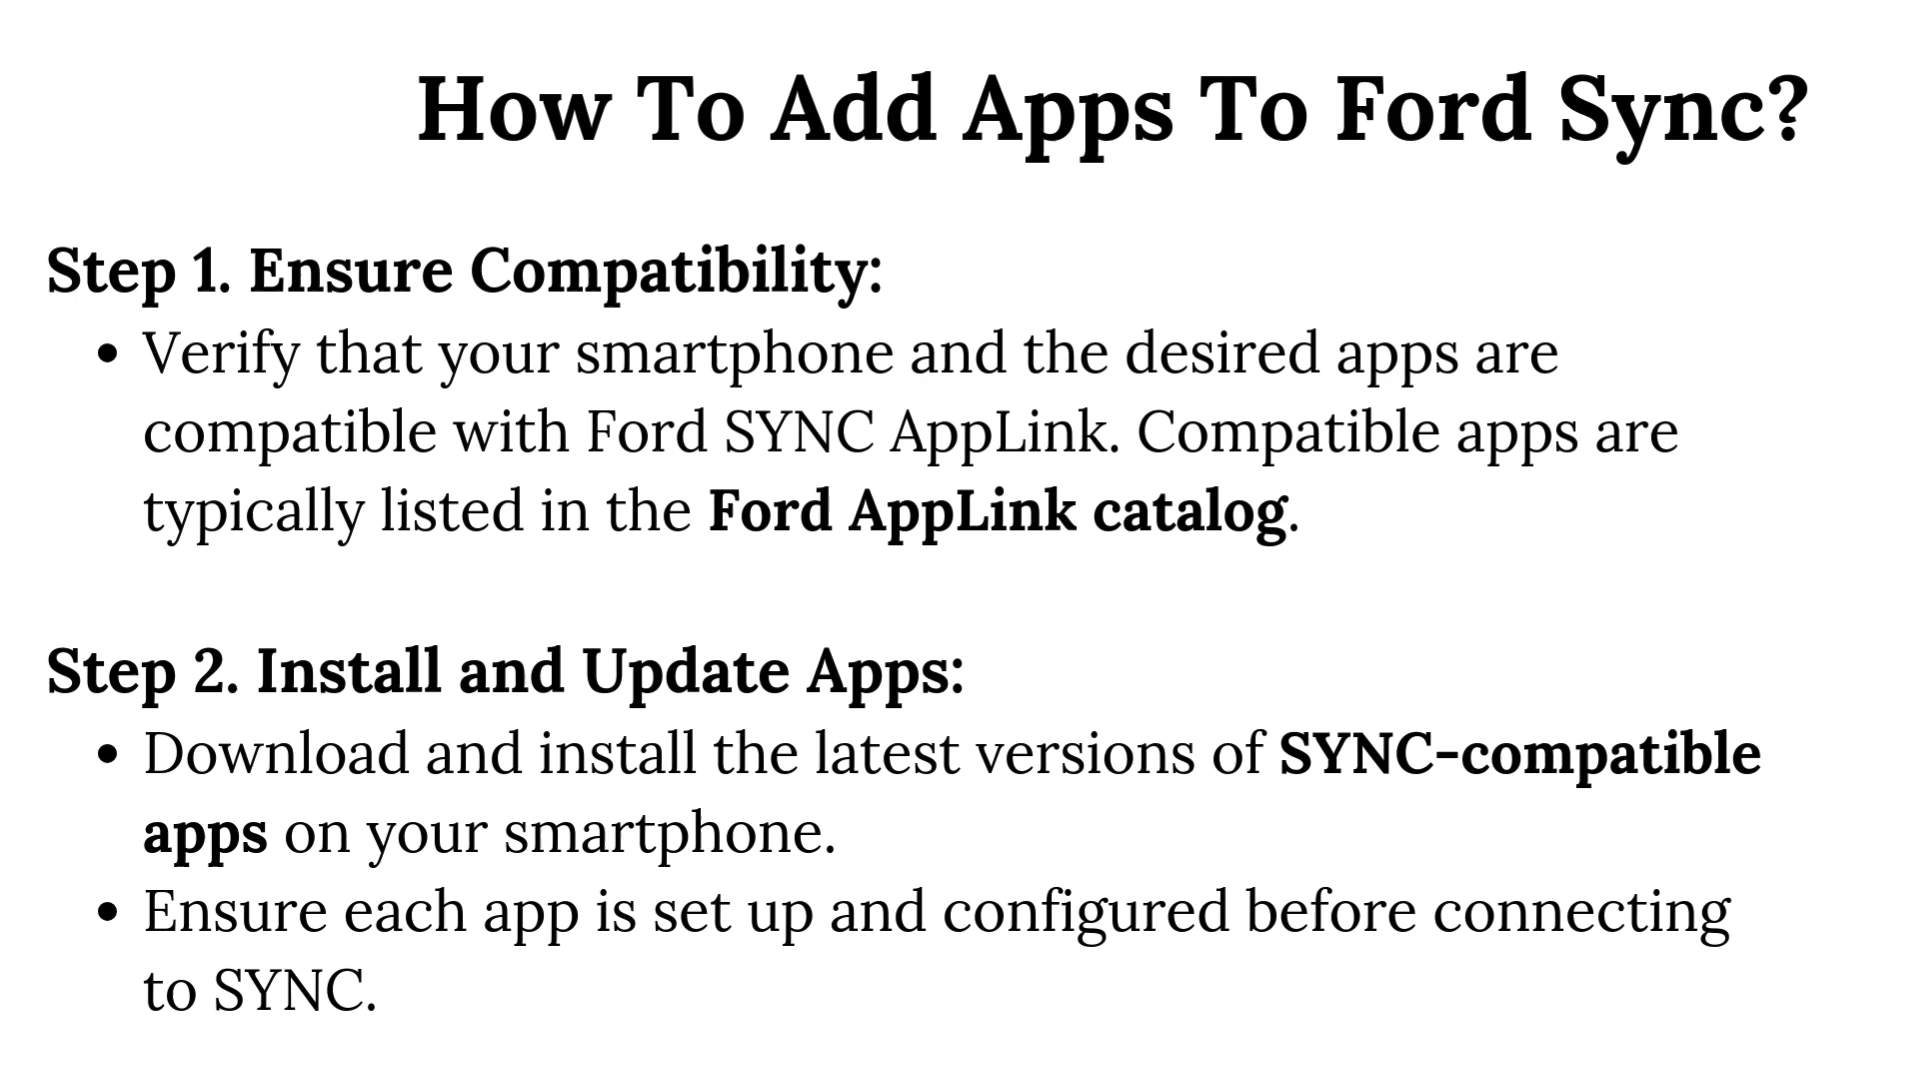 How To Add Apps To Ford Sync?
Step 1. Ensure Compatibility:
• Verify that your smartphone and the desired apps are
compatible with Ford SYNC AppLink. Compatible apps are
typically listed in the Ford AppLink catalog.
Step 2. Install and Update Apps:
• Download and install the latest versions of SYNC-compatible
apps on your smartphone.
• Ensure each app is set up and configured before connecting
to SYNC.